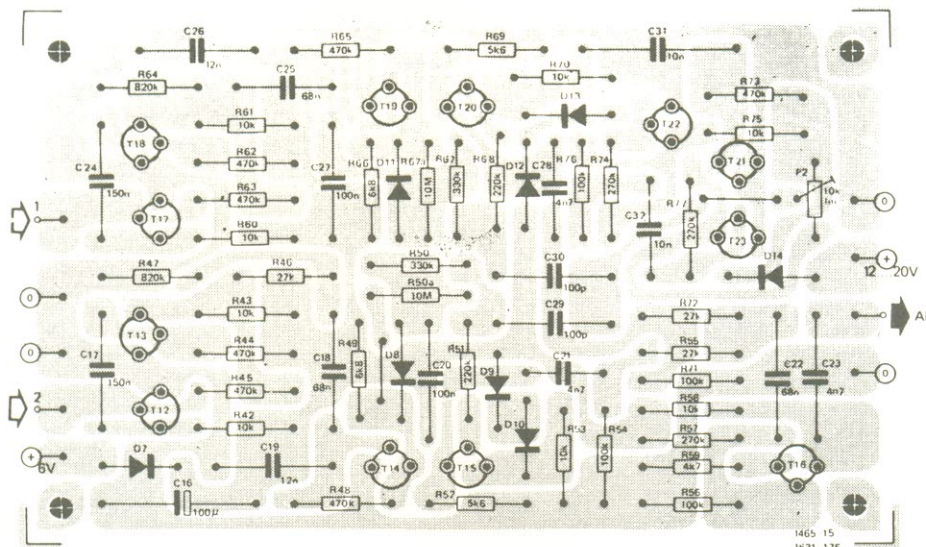 C26
12n
R65
470k
R69
5k6
C31
10n
R64
820k
C25
68n
R70
10k
D13
R73
470k
R61
10k
T19
T20
T22
R75
10k
T18
R62
470k
C24
150n
C27
100n
R66
6k8
D11
R67a
10M
R67
330k
R68
220k
D12
C28
4n7
R76
100k
R74
270k
T21
P2
10k
R63
470k
1
T17
R60
10k
C32
10n
R77
270k
T23
0
R47
820k
R46
27k
R50
330k
C30
100p
D14
+
12
20V
R50a
10M
0
R43
10k
C29
100p
R72
27k
T13
R44
470k
C18
68n
R49
6k8
D8
C20
100n
R51
220k
D9
C21
4n7
R55
27k
0
C17
150n
R45
470k
R71
100k
C22
68n
C23
4n7
0
2
T12
R42
10k
D10
R53
10k
R54
100k
R58
10k
R57
270k
+
6V
D7
C19
12n
T14
T15
R59
4k7
T16
C16
100µ
R48
470k
R52
5k6
R56
100k
1465 15